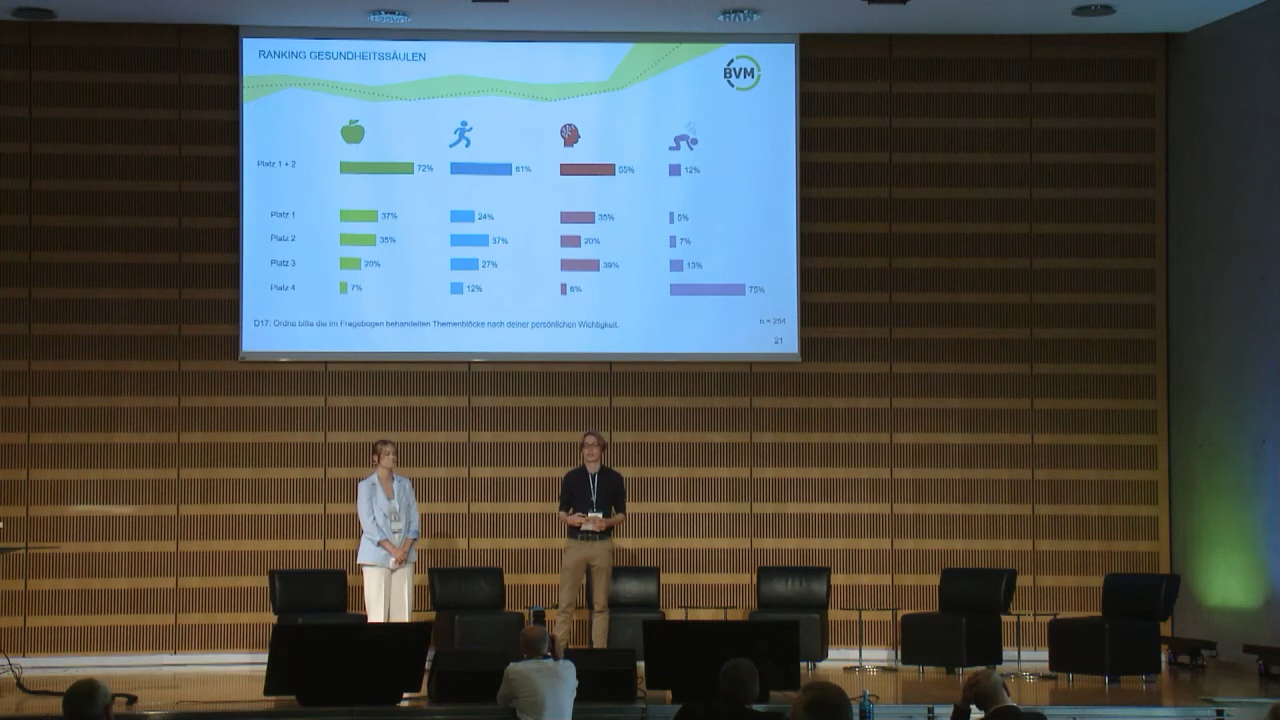 RANKING GESUNDHEITSSÄULEN
BVM
Platz 1 + 2 72% 61% 55% 12%
Platz 1 37% 24% 35% 5%
Platz 2 35% 37% 20% 7%
Platz 3 20% 27% 39% 13%
Platz 4 7% 12% 6% 75%
D17: Ordne bitte die im Fragebogen behandelten Themenblöcke nach deiner persönlichen Wichtigkeit.
n = 254
21